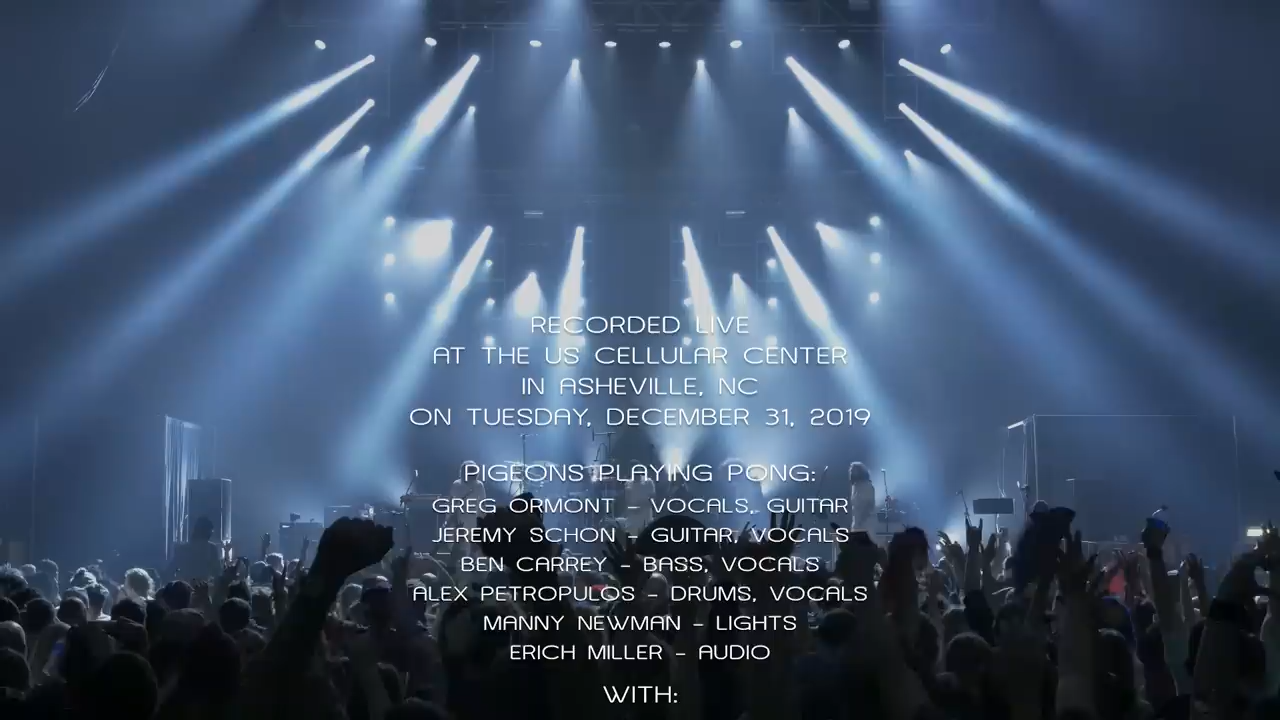 RECORDED LIVE
AT THE US CELLULAR CENTER
IN ASHEVILLE, NC
ON TUESDAY, DECEMBER 31, 2019
PIGEONS PLAYING PONG:
GREG ORMONT - VOCALS, GUITAR
JEREMY SCHON - GUITAR, VOCALS
BEN CARREY - BASS, VOCALS
ALEX PETROPULOS - DRUMS, VOCALS
MANNY NEWMAN - LIGHTS
ERICH MILLER - AUDIO
WITH: